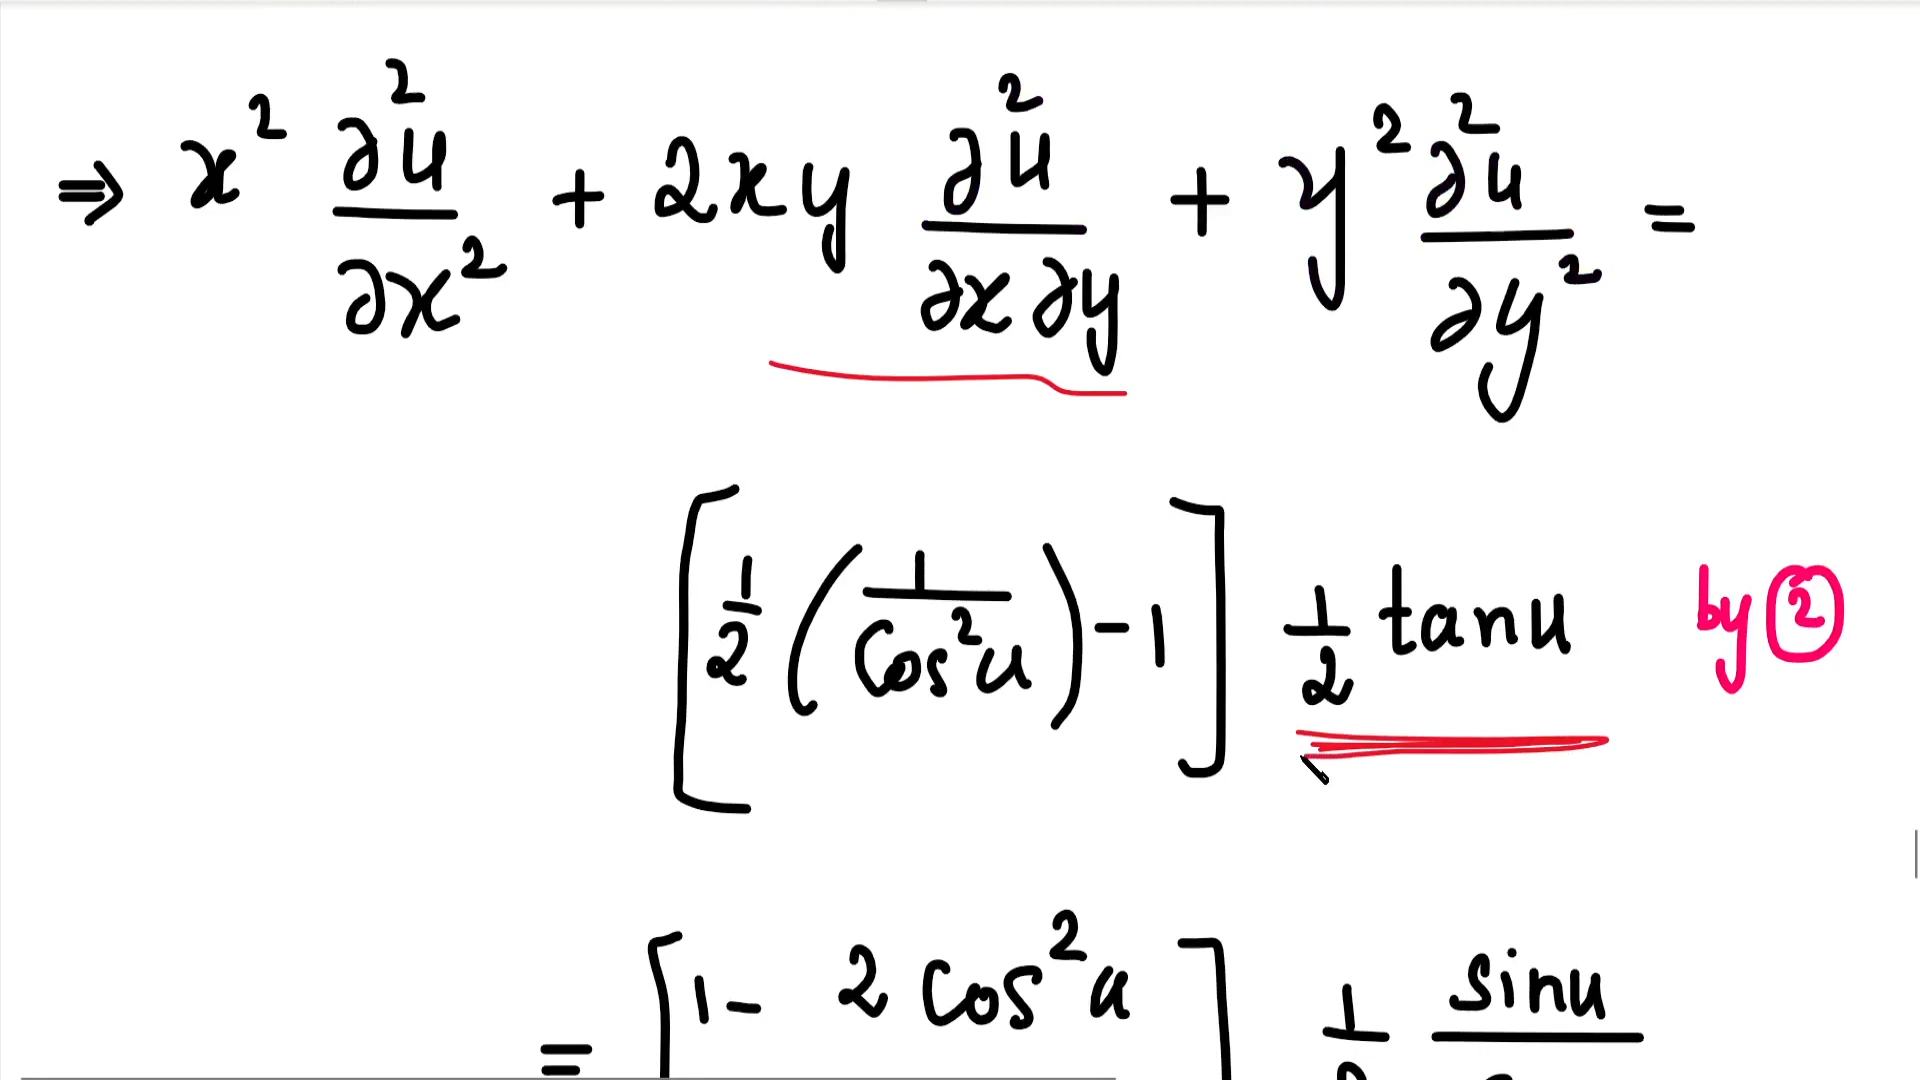 ⇒ x² ∂²u/∂x² + 2xy ∂²u/∂x∂y + y² ∂²u/∂y² =
[1/2 (1/Cos²u) - 1] 1/2 tanu by ②
= [1 - 2 Cos²u] 1/2 sinu